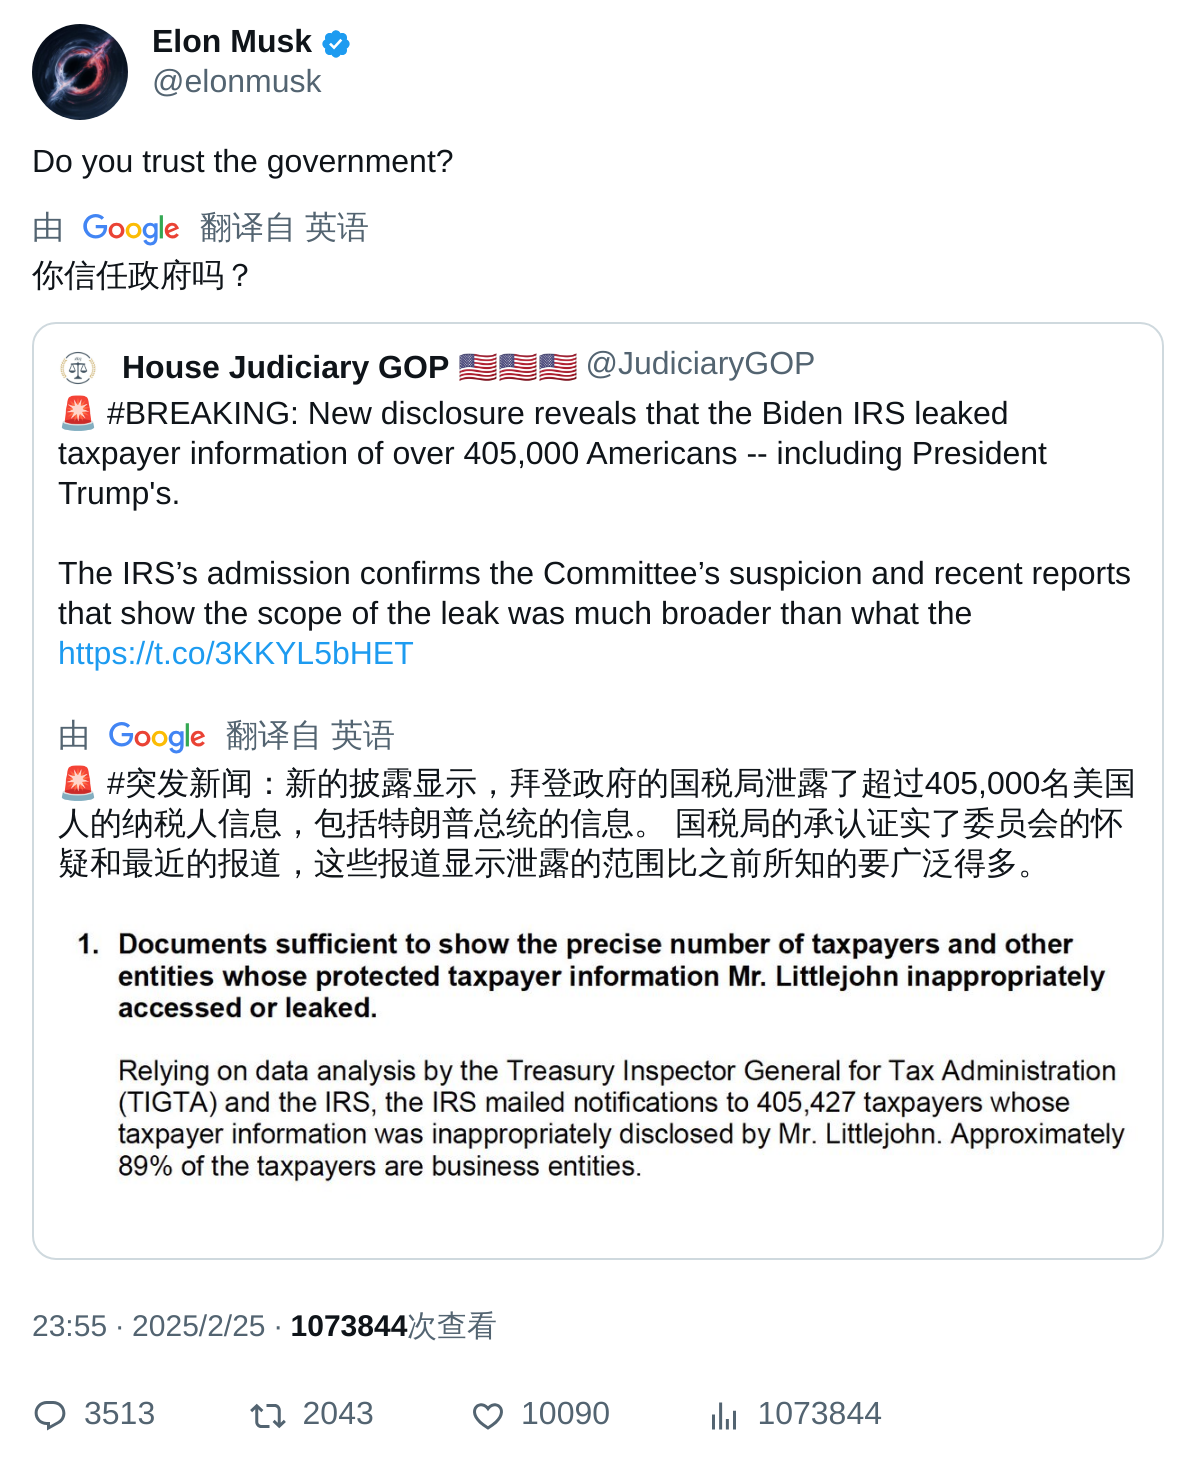 Elon Musk
@elonmusk
Do you trust the government?
由 Google 翻译自 英语
你信任政府吗？
House Judiciary GOP 🇺🇸🇺🇸🇺🇸 @JudiciaryGOP
🚨 #BREAKING: New disclosure reveals that the Biden IRS leaked
taxpayer information of over 405,000 Americans -- including President
Trump's.
The IRS’s admission confirms the Committee’s suspicion and recent reports
that show the scope of the leak was much broader than what the
https://t.co/3KKYL5bHET
由 Google 翻译自 英语
🚨 #突发新闻：新的披露显示，拜登政府的国税局泄露了超过405,000名美国
人的纳税人信息，包括特朗普总统的信息。 国税局的承认证实了委员会的怀
疑和最近的报道，这些报道显示泄露的范围比之前所知的要广泛得多。
1. Documents sufficient to show the precise number of taxpayers and other
entities whose protected taxpayer information Mr. Littlejohn inappropriately
accessed or leaked.
Relying on data analysis by the Treasury Inspector General for Tax Administration
(TIGTA) and the IRS, the IRS mailed notifications to 405,427 taxpayers whose
taxpayer information was inappropriately disclosed by Mr. Littlejohn. Approximately
89% of the taxpayers are business entities.
23:55 · 2025/2/25 · 1073844次查看
3513 2043 10090 1073844